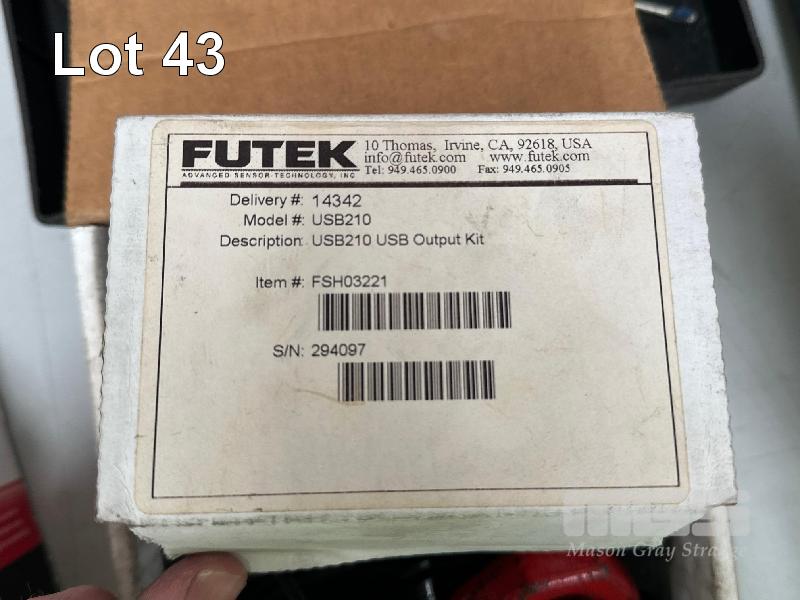 Lot 43
FUTEK
ADVANCED SENSOR TECHNOLOGY, INC
10 Thomas, Irvine, CA, 92618, USA
info@futek.com www.futek.com
Tel: 949.465.0900 Fax: 949.465.0905
Delivery #: 14342
Model #: USB210
Description: USB210 USB Output Kit
Item #: FSH03221
S/N: 294097
mgs
Mason Gray Strange